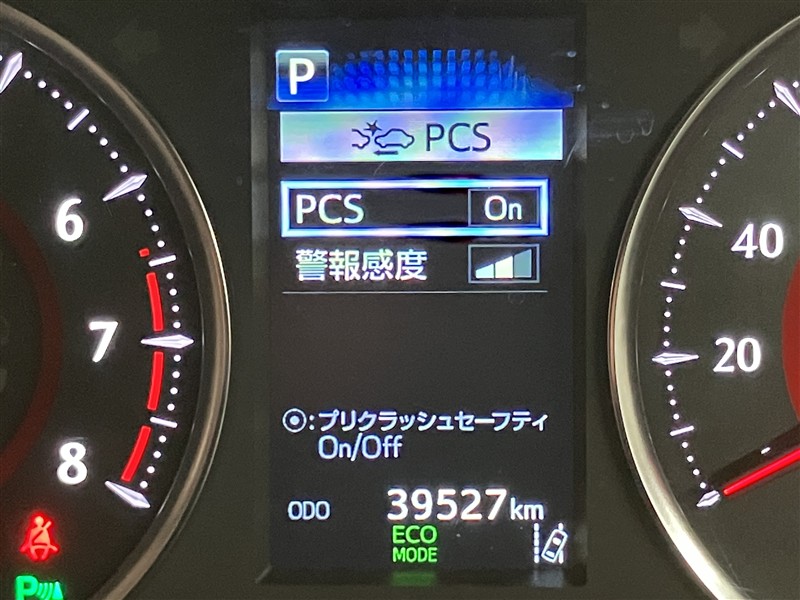 P
PCS
PCS On
警報感度
6
7
8
40
20
⦿:プリクラッシュセーフティ
On/Off
ODO 39527km
ECO
MODE
P